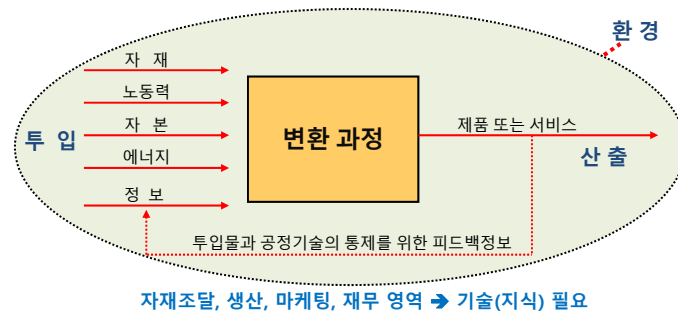 환 경
자 재
노동력
자 본
에너지
정 보
투 입
변환 과정
제품 또는 서비스
산 출
투입물과 공정기술의 통제를 위한 피드백정보
자재조달, 생산, 마케팅, 재무 영역 ➔ 기술(지식) 필요